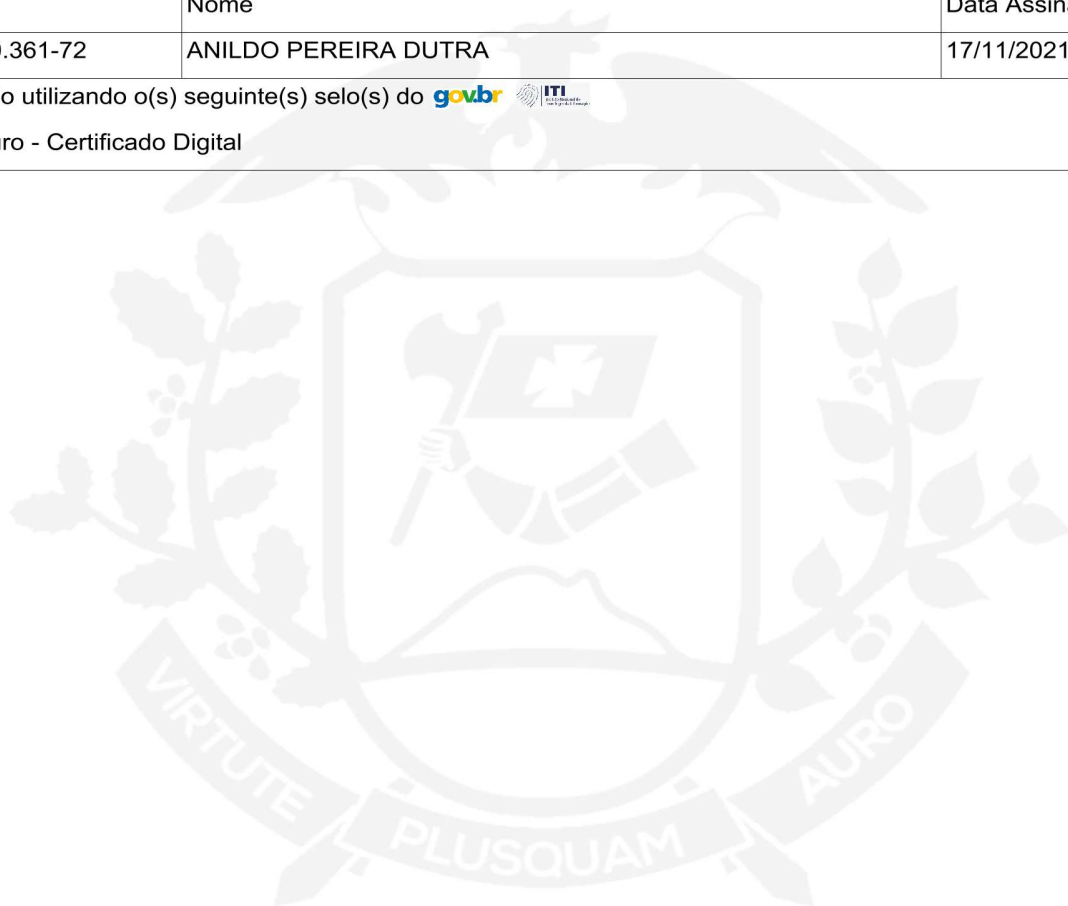 Nome Data Assin
.361-72 ANILDO PEREIRA DUTRA 17/11/2021
o utilizando o(s) seguinte(s) selo(s) do gov.br ITI
ro - Certificado Digital
VIRTUTE PLUSQUAM AURO